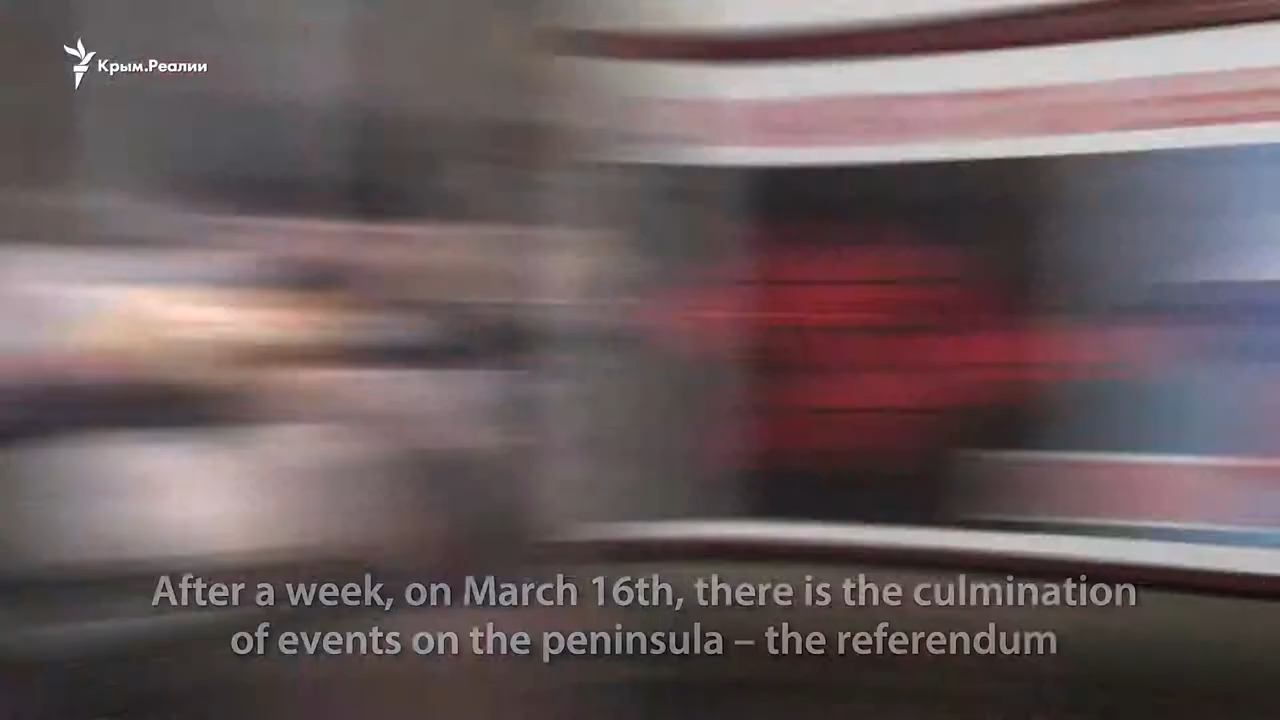 Крым.Реалии
After a week, on March 16th, there is the culmination
of events on the peninsula – the referendum